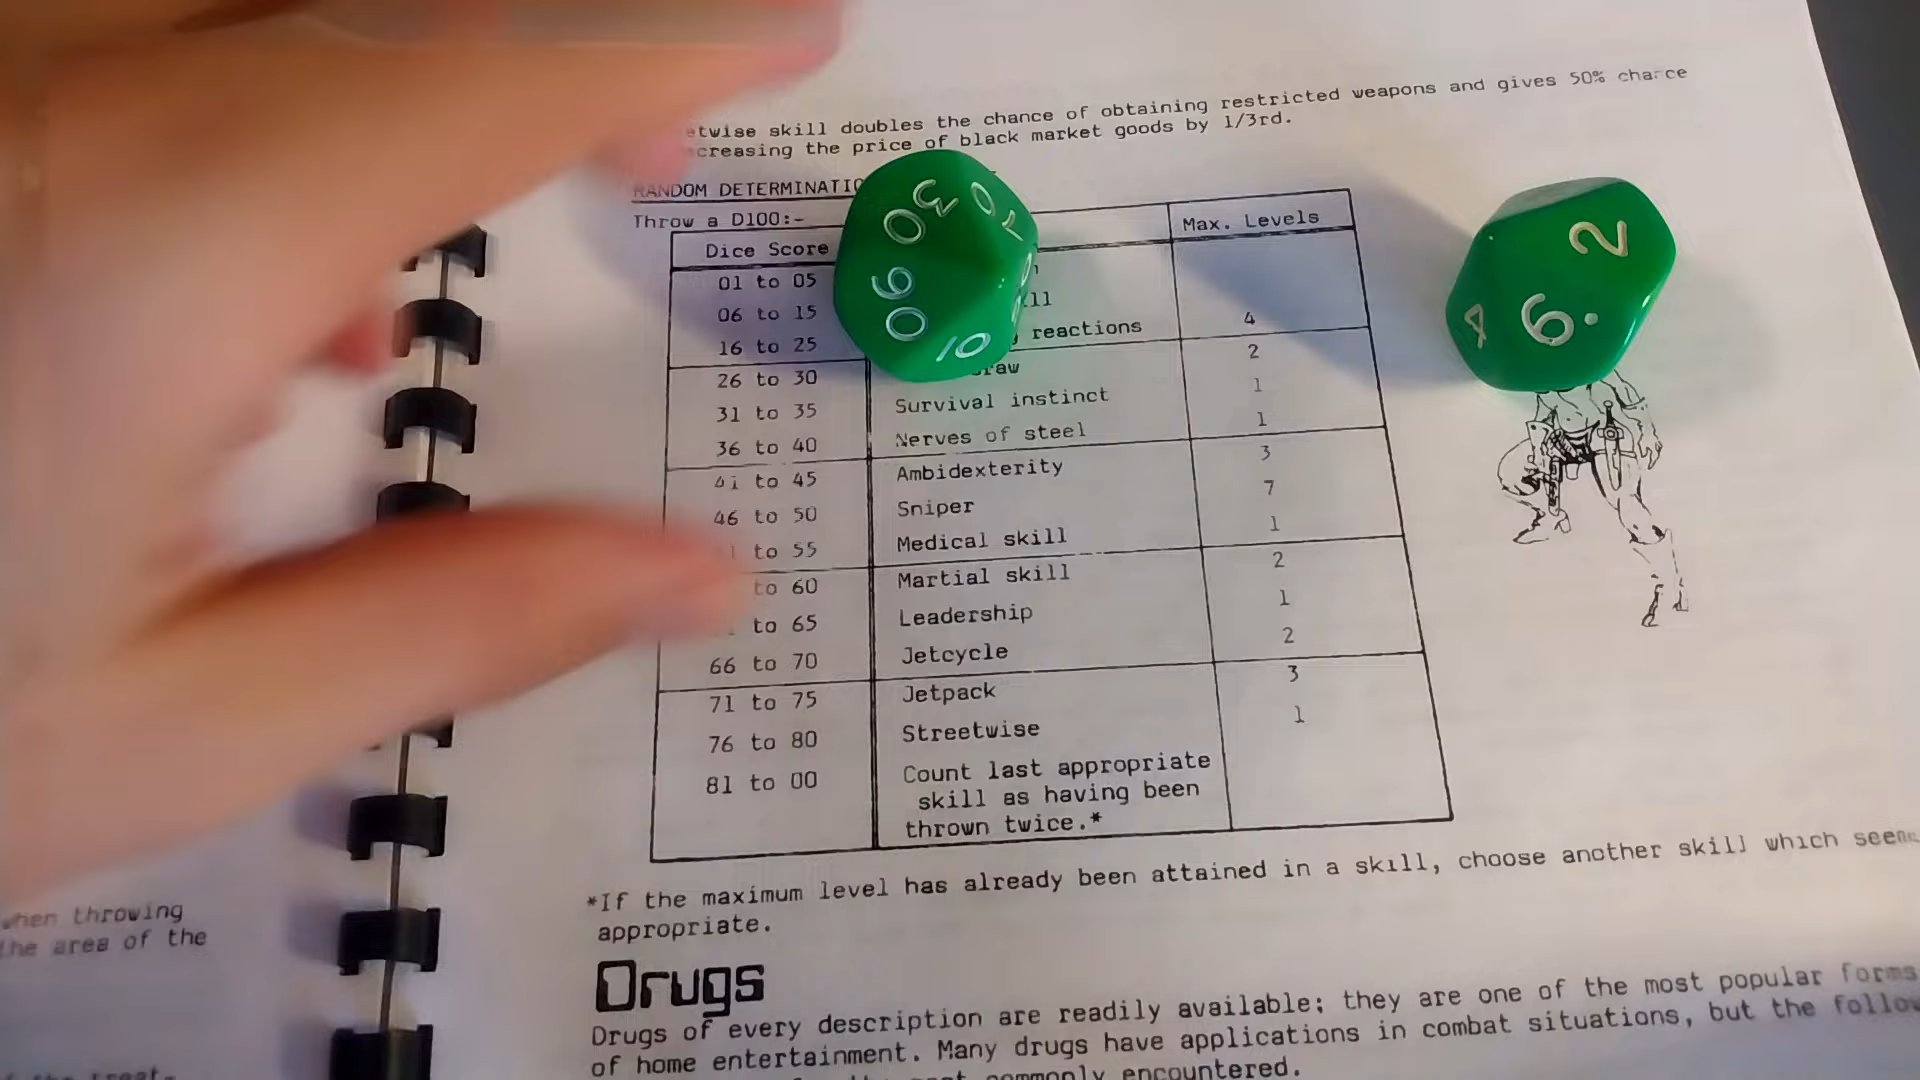 skill doubles the chance of obtaining restricted weapons and gives 50% chance
the price of black market goods by 1/3rd.
RANDOM
Throw a D100:-
Dice Score Max. Levels
01 to 05
06 to 15
16 to 25 reactions 4
26 to 30 2
31 to 35 Survival instinct 1
36 to 40 Nerves of steel 1
41 to 45 Ambidexterity 3
46 to 50 Sniper 7
to 55 Medical skill 1
to 60 Martial skill 2
to 65 Leadership 1
66 to 70 Jetcycle 2
71 to 75 Jetpack 3
76 to 80 Streetwise 1
81 to 00 Count last appropriate
skill as having been
thrown twice.*
*If the maximum level has already been attained in a skill, choose another skill which
appropriate.
Drugs
Drugs of every description are readily available; they are one of the most popular forms
of home entertainment. Many drugs have applications in combat situations, but the
commonly encountered.
when throwing
the area of the
30
90
10
2
6.
4